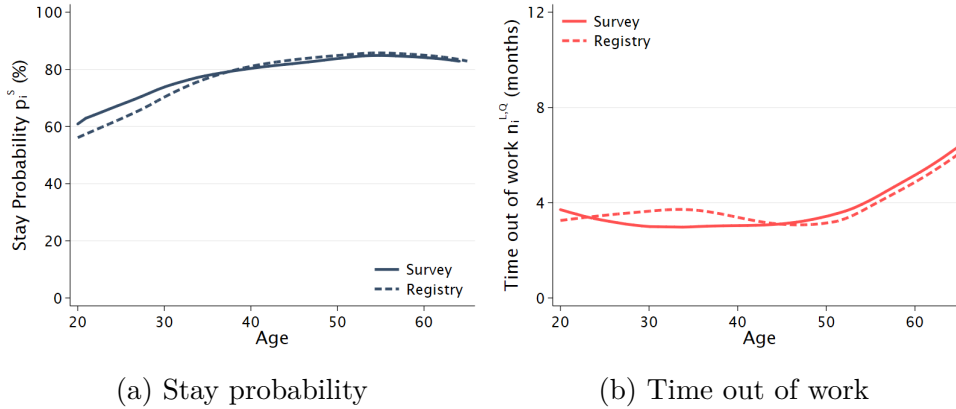 Stay Probability pᵢˢ (%)
100
80
60
40
20
0
20
30
40
50
60
Age
Survey
Registry
(a) Stay probability
Time out of work nᵢᴸ,Q (months)
12
8
4
0
20
30
40
50
60
Age
Survey
Registry
(b) Time out of work